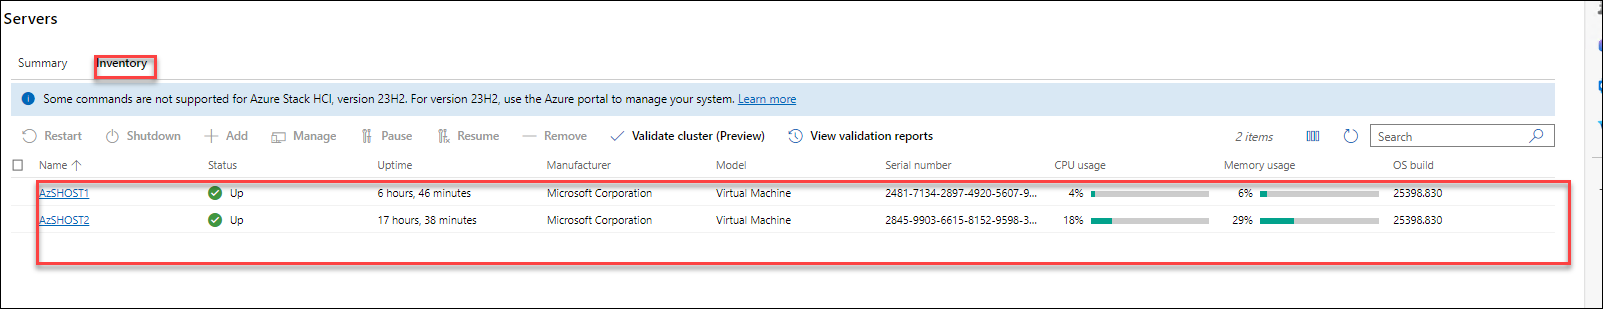 Servers
Summary Inventory
Some commands are not supported for Azure Stack HCI, version 23H2. For version 23H2, use the Azure portal to manage your system. Learn more
Restart Shutdown Add Manage Pause Resume Remove Validate cluster (Preview) View validation reports 2 items Search
Name Status Uptime Manufacturer Model Serial number CPU usage Memory usage OS build
AzSHOST1 Up 6 hours, 46 minutes Microsoft Corporation Virtual Machine 2481-7134-2897-4920-5607-9... 4% 6% 25398.830
AzSHOST2 Up 17 hours, 38 minutes Microsoft Corporation Virtual Machine 2845-9903-6615-8152-9598-3... 18% 29% 25398.830